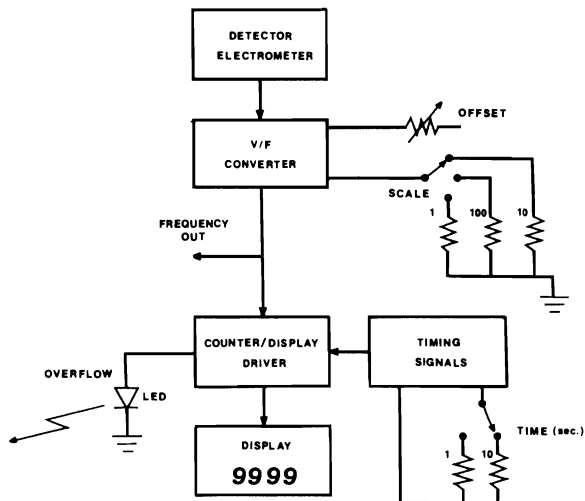 DETECTOR
ELECTROMETER
OFFSET
V/F
CONVERTER
SCALE
1
100
10
FREQUENCY
OUT
COUNTER/DISPLAY
DRIVER
TIMING
SIGNALS
OVERFLOW
LED
TIME (sec.)
DISPLAY
9999
1
10